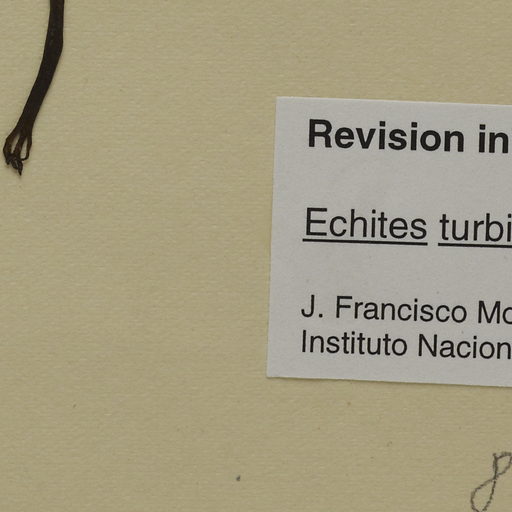 Revision in
Echites turbi
J. Francisco Mo
Instituto Nacion